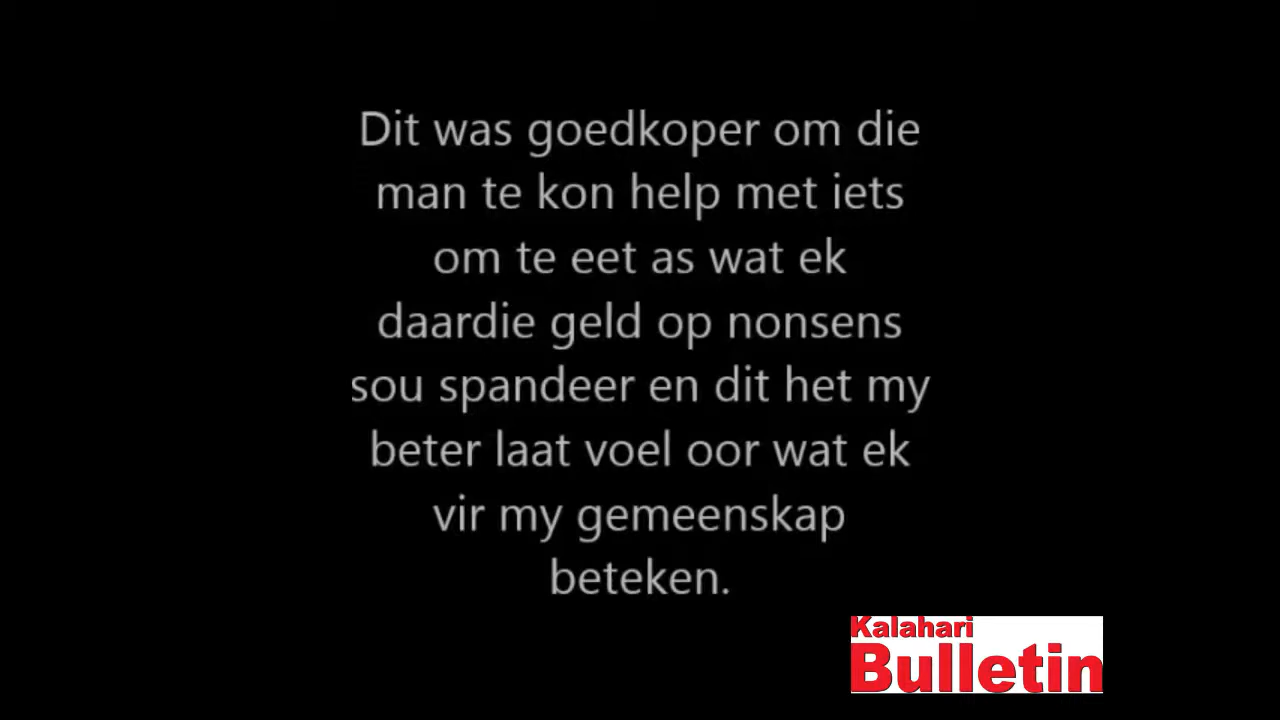 Dit was goedkoper om die
man te kon help met iets
om te eet as wat ek
daardie geld op nonsens
sou spandeer en dit het my
beter laat voel oor wat ek
vir my gemeenskap
beteken.
Kalahari
Bulletin